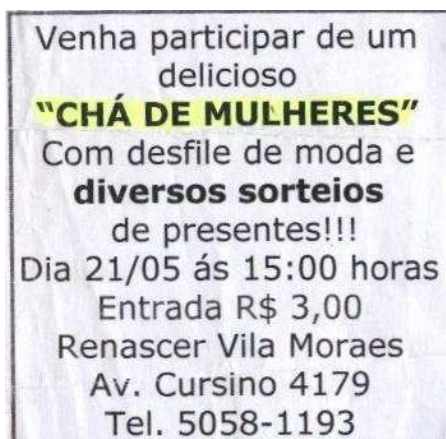 Venha participar de um
delicioso
"CHÁ DE MULHERES"
Com desfile de moda e
diversos sorteios
de presentes!!!
Dia 21/05 ás 15:00 horas
Entrada R$ 3,00
Renascer Vila Moraes
Av. Cursino 4179
Tel. 5058-1193